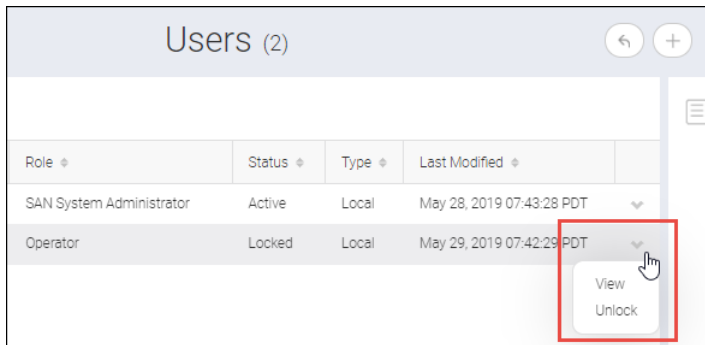 Users (2)
Role Status Type Last Modified
SAN System Administrator Active Local May 28, 2019 07:43:28 PDT
Operator Locked Local May 29, 2019 07:42:29 PDT
View
Unlock